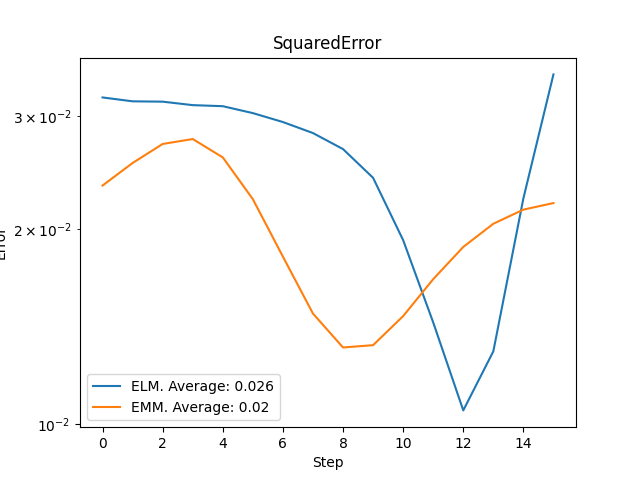 SquaredError
3 × 10⁻²
2 × 10⁻²
10⁻²
Error
ELM. Average: 0.026
EMM. Average: 0.02
0 2 4 6 8 10 12 14
Step